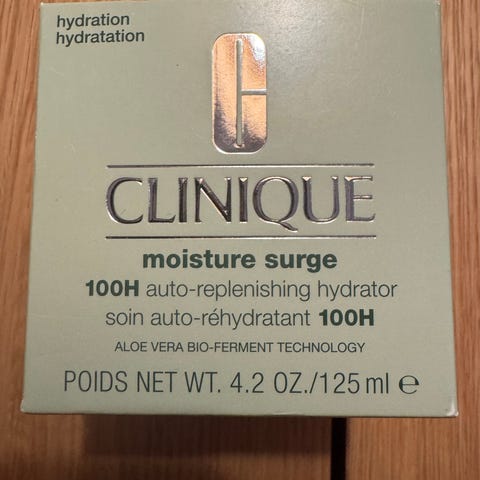 hydration
hydratation
C
CLINIQUE
moisture surge
100H auto-replenishing hydrator
soin auto-réhydratant 100H
ALOE VERA BIO-FERMENT TECHNOLOGY
POIDS NET WT. 4.2 OZ./125 ml ℮